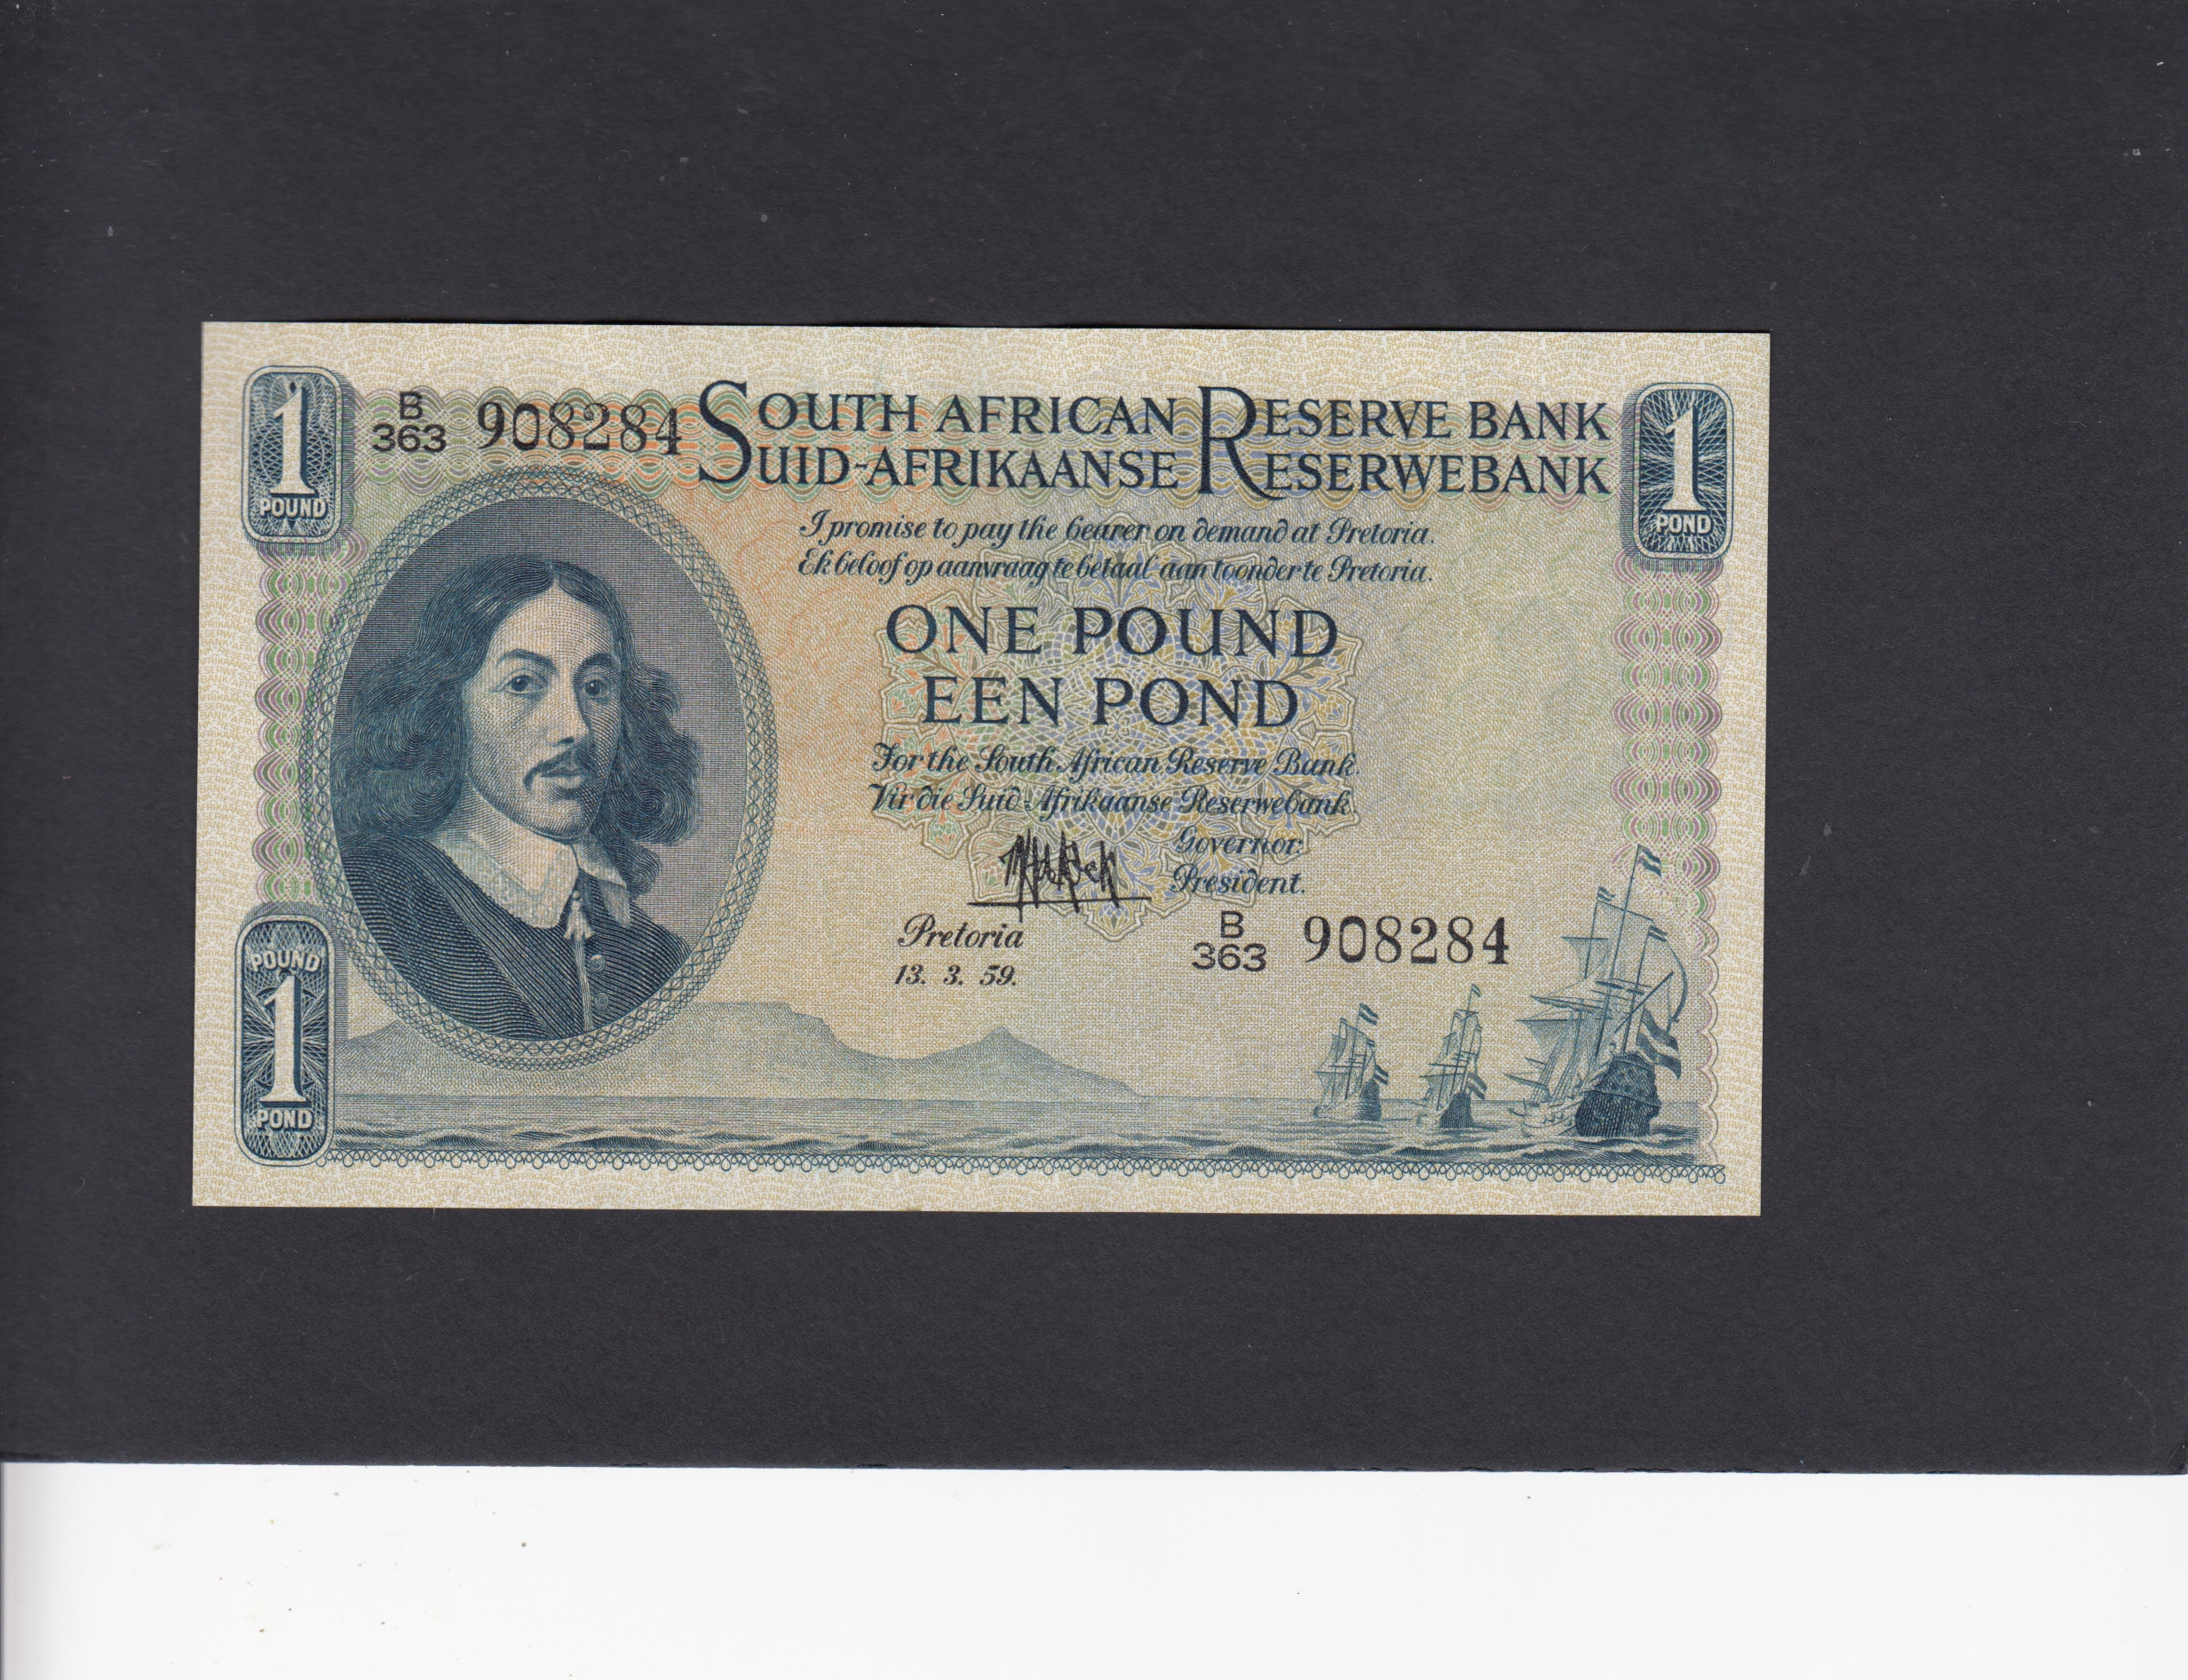 1
POUND
B
363
908284
SOUTH AFRICAN RESERVE BANK
SUID-AFRIKAANSE RESERWEBANK
1
POND
I promise to pay the bearer on demand at Pretoria.
Ek beloof op aanvraag te betaal aan toonder te Pretoria.
ONE POUND
EEN POND
For the South African Reserve Bank.
Vir die Suid-Afrikaanse Reserwebank.
Governor.
President.
Pretoria
13. 3. 59.
B
363
908284
POUND
1
POND